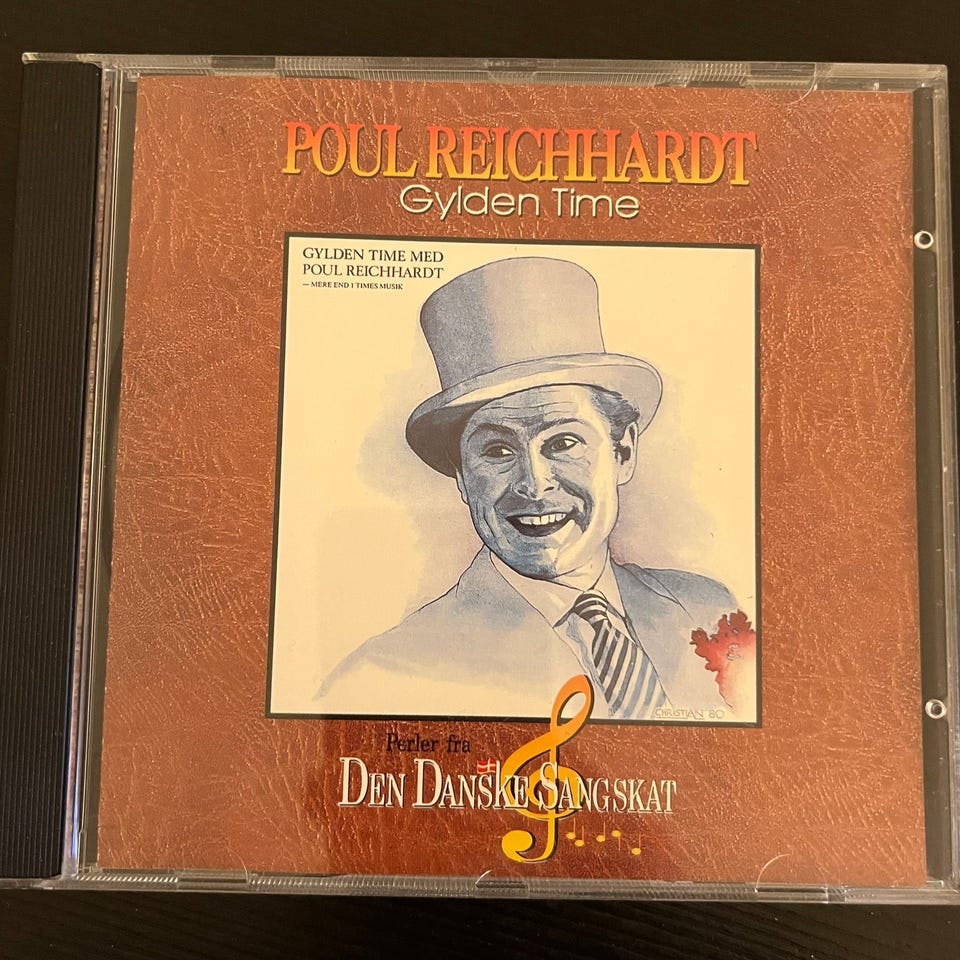 POUL REICHHARDT
Gylden Time
GYLDEN TIME MED
POUL REICHHARDT
— MERE END 1 TIMES MUSIK
CHRISTIAN '80
Perler fra
DEN DANSKE SANGSKAT